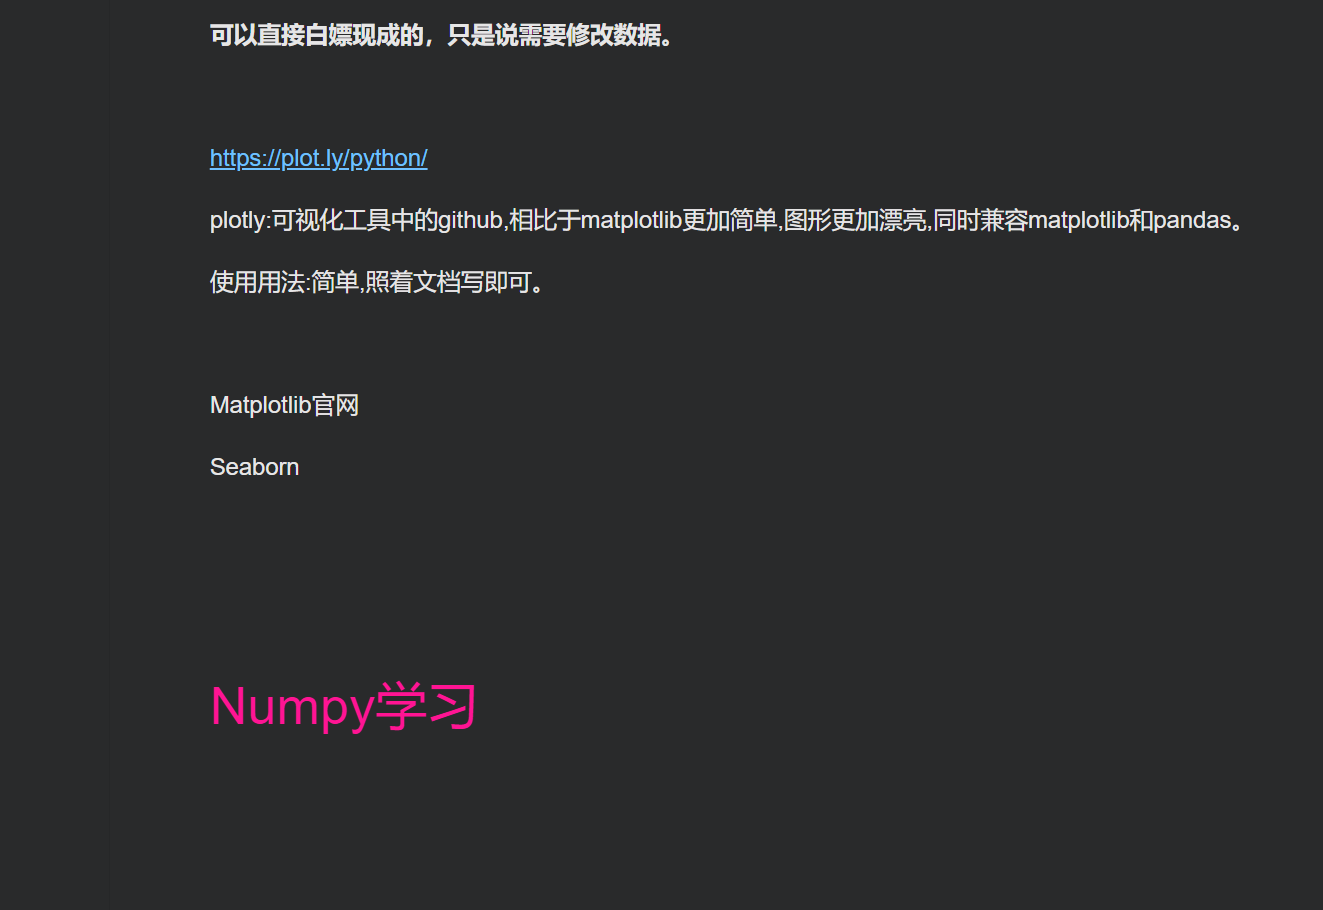 可以直接白嫖现成的，只是说需要修改数据。
https://plot.ly/python/
plotly:可视化工具中的github,相比于matplotlib更加简单,图形更加漂亮,同时兼容matplotlib和pandas。
使用用法:简单,照着文档写即可。
Matplotlib官网
Seaborn
Numpy学习